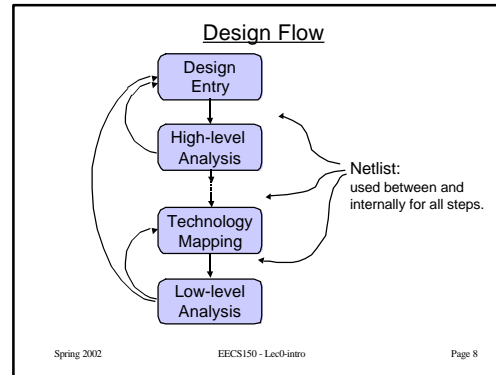 Design Flow
Design
Entry
High-level
Analysis
Technology
Mapping
Low-level
Analysis
Netlist:
used between and
internally for all steps.
Spring 2002
EECS150 - Lec0-intro
Page 8